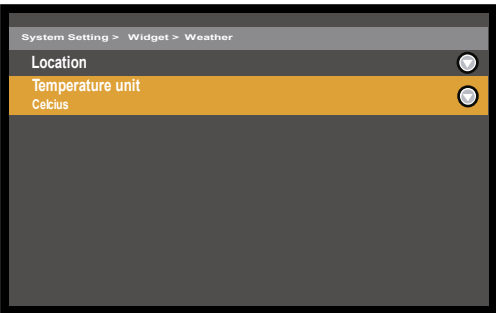 System Setting > Widget > Weather
Location
Temperature unit
Celcius